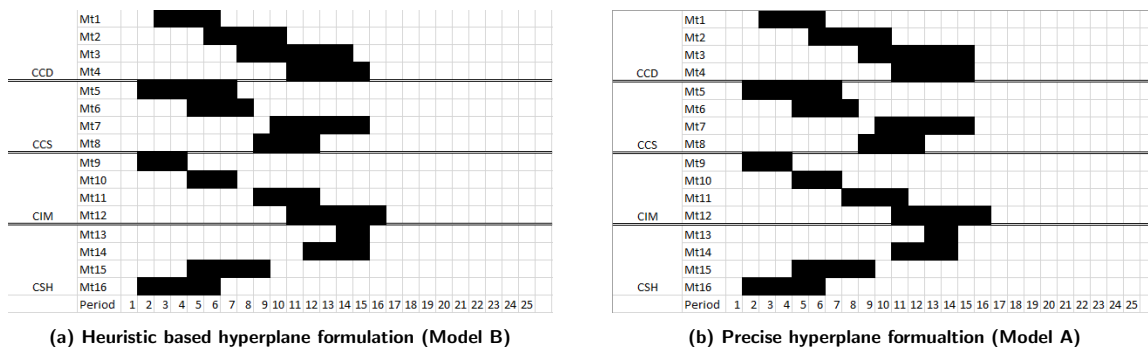 Mt1
Mt2
Mt3
CCD Mt4
Mt5
Mt6
Mt7
CCS Mt8
Mt9
Mt10
Mt11
CIM Mt12
Mt13
Mt14
Mt15
CSH Mt16
Period 1 2 3 4 5 6 7 8 9 10 11 12 13 14 15 16 17 18 19 20 21 22 23 24 25
(a) Heuristic based hyperplane formulation (Model B)
Mt1
Mt2
Mt3
CCD Mt4
Mt5
Mt6
Mt7
CCS Mt8
Mt9
Mt10
Mt11
CIM Mt12
Mt13
Mt14
Mt15
CSH Mt16
Period 1 2 3 4 5 6 7 8 9 10 11 12 13 14 15 16 17 18 19 20 21 22 23 24 25
(b) Precise hyperplane formualtion (Model A)